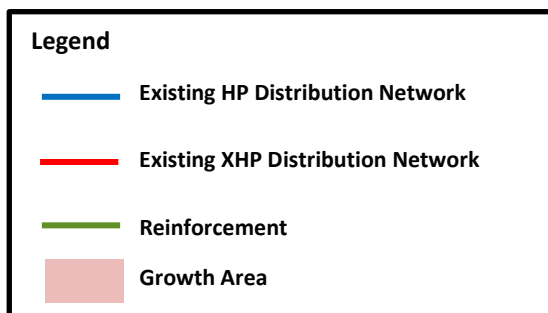 Legend
Existing HP Distribution Network
Existing XHP Distribution Network
Reinforcement
Growth Area